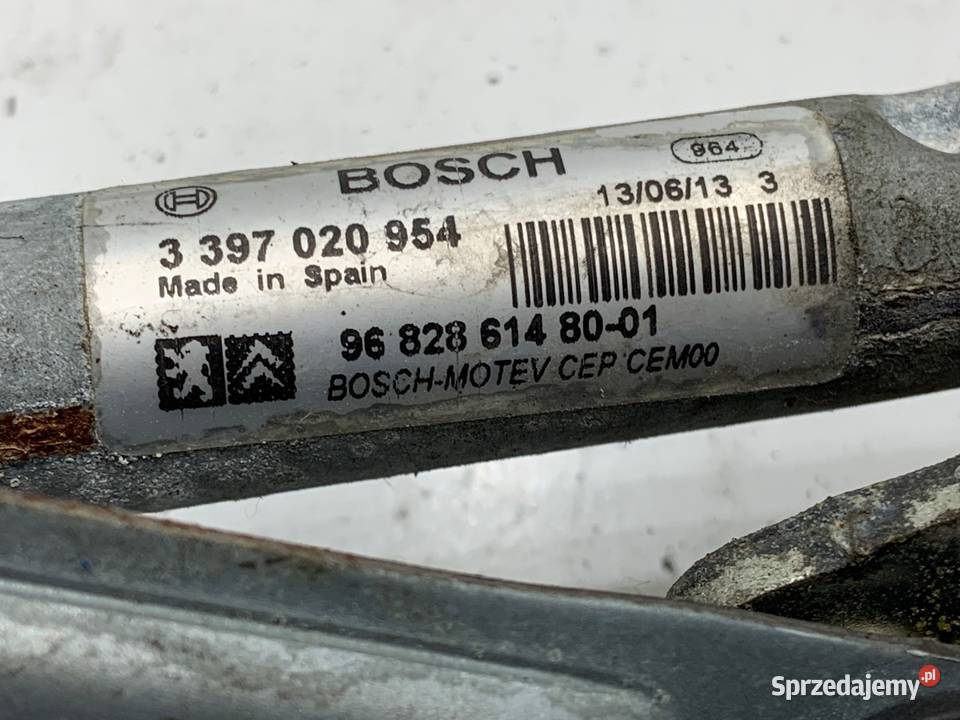 BOSCH
964
13/06/13 3
3 397 020 954
Made in Spain
96 828 614 80-01
BOSCH-MOTEV CEP CEM00
Sprzedajemy.pl